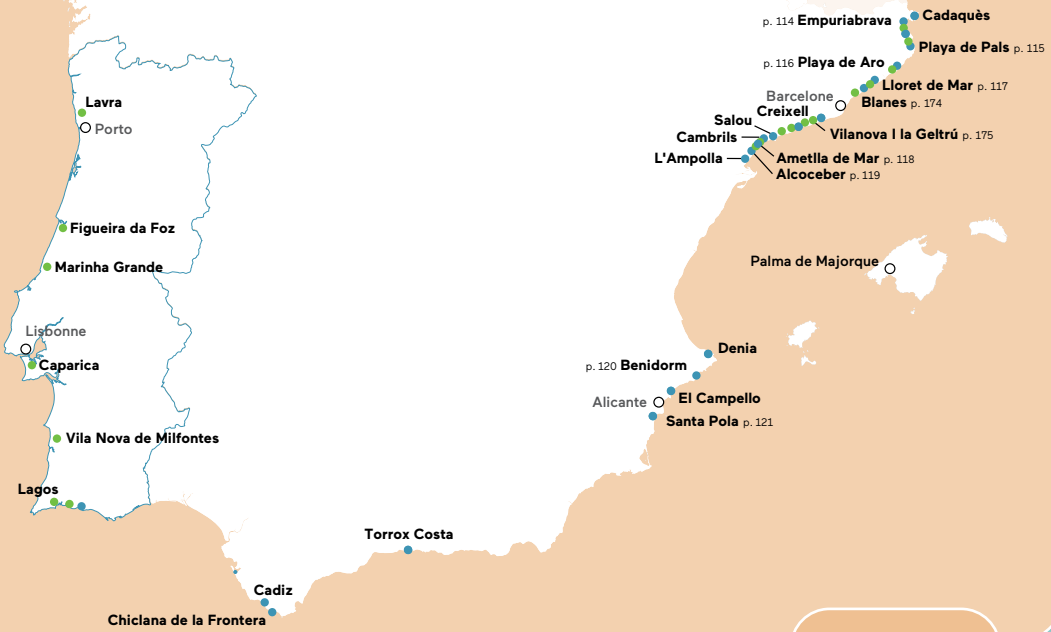 Cadaquès
p. 114 Empuriabrava
Playa de Pals p. 115
p. 116 Playa de Aro
Lloret de Mar p. 117
Barcelone
Blanes p. 174
Lavra
Creixell
Salou
Porto
Vilanova I la Geltrú p. 175
Cambrils
L'Ampolla
Ametlla de Mar p. 118
Alcoceber p. 119
Figueira da Foz
Palma de Majorque
Marinha Grande
Lisbonne
Denia
Caparica
p. 120 Benidorm
El Campello
Alicante
Santa Pola p. 121
Vila Nova de Milfontes
Lagos
Torrox Costa
Cadiz
Chiclana de la Frontera